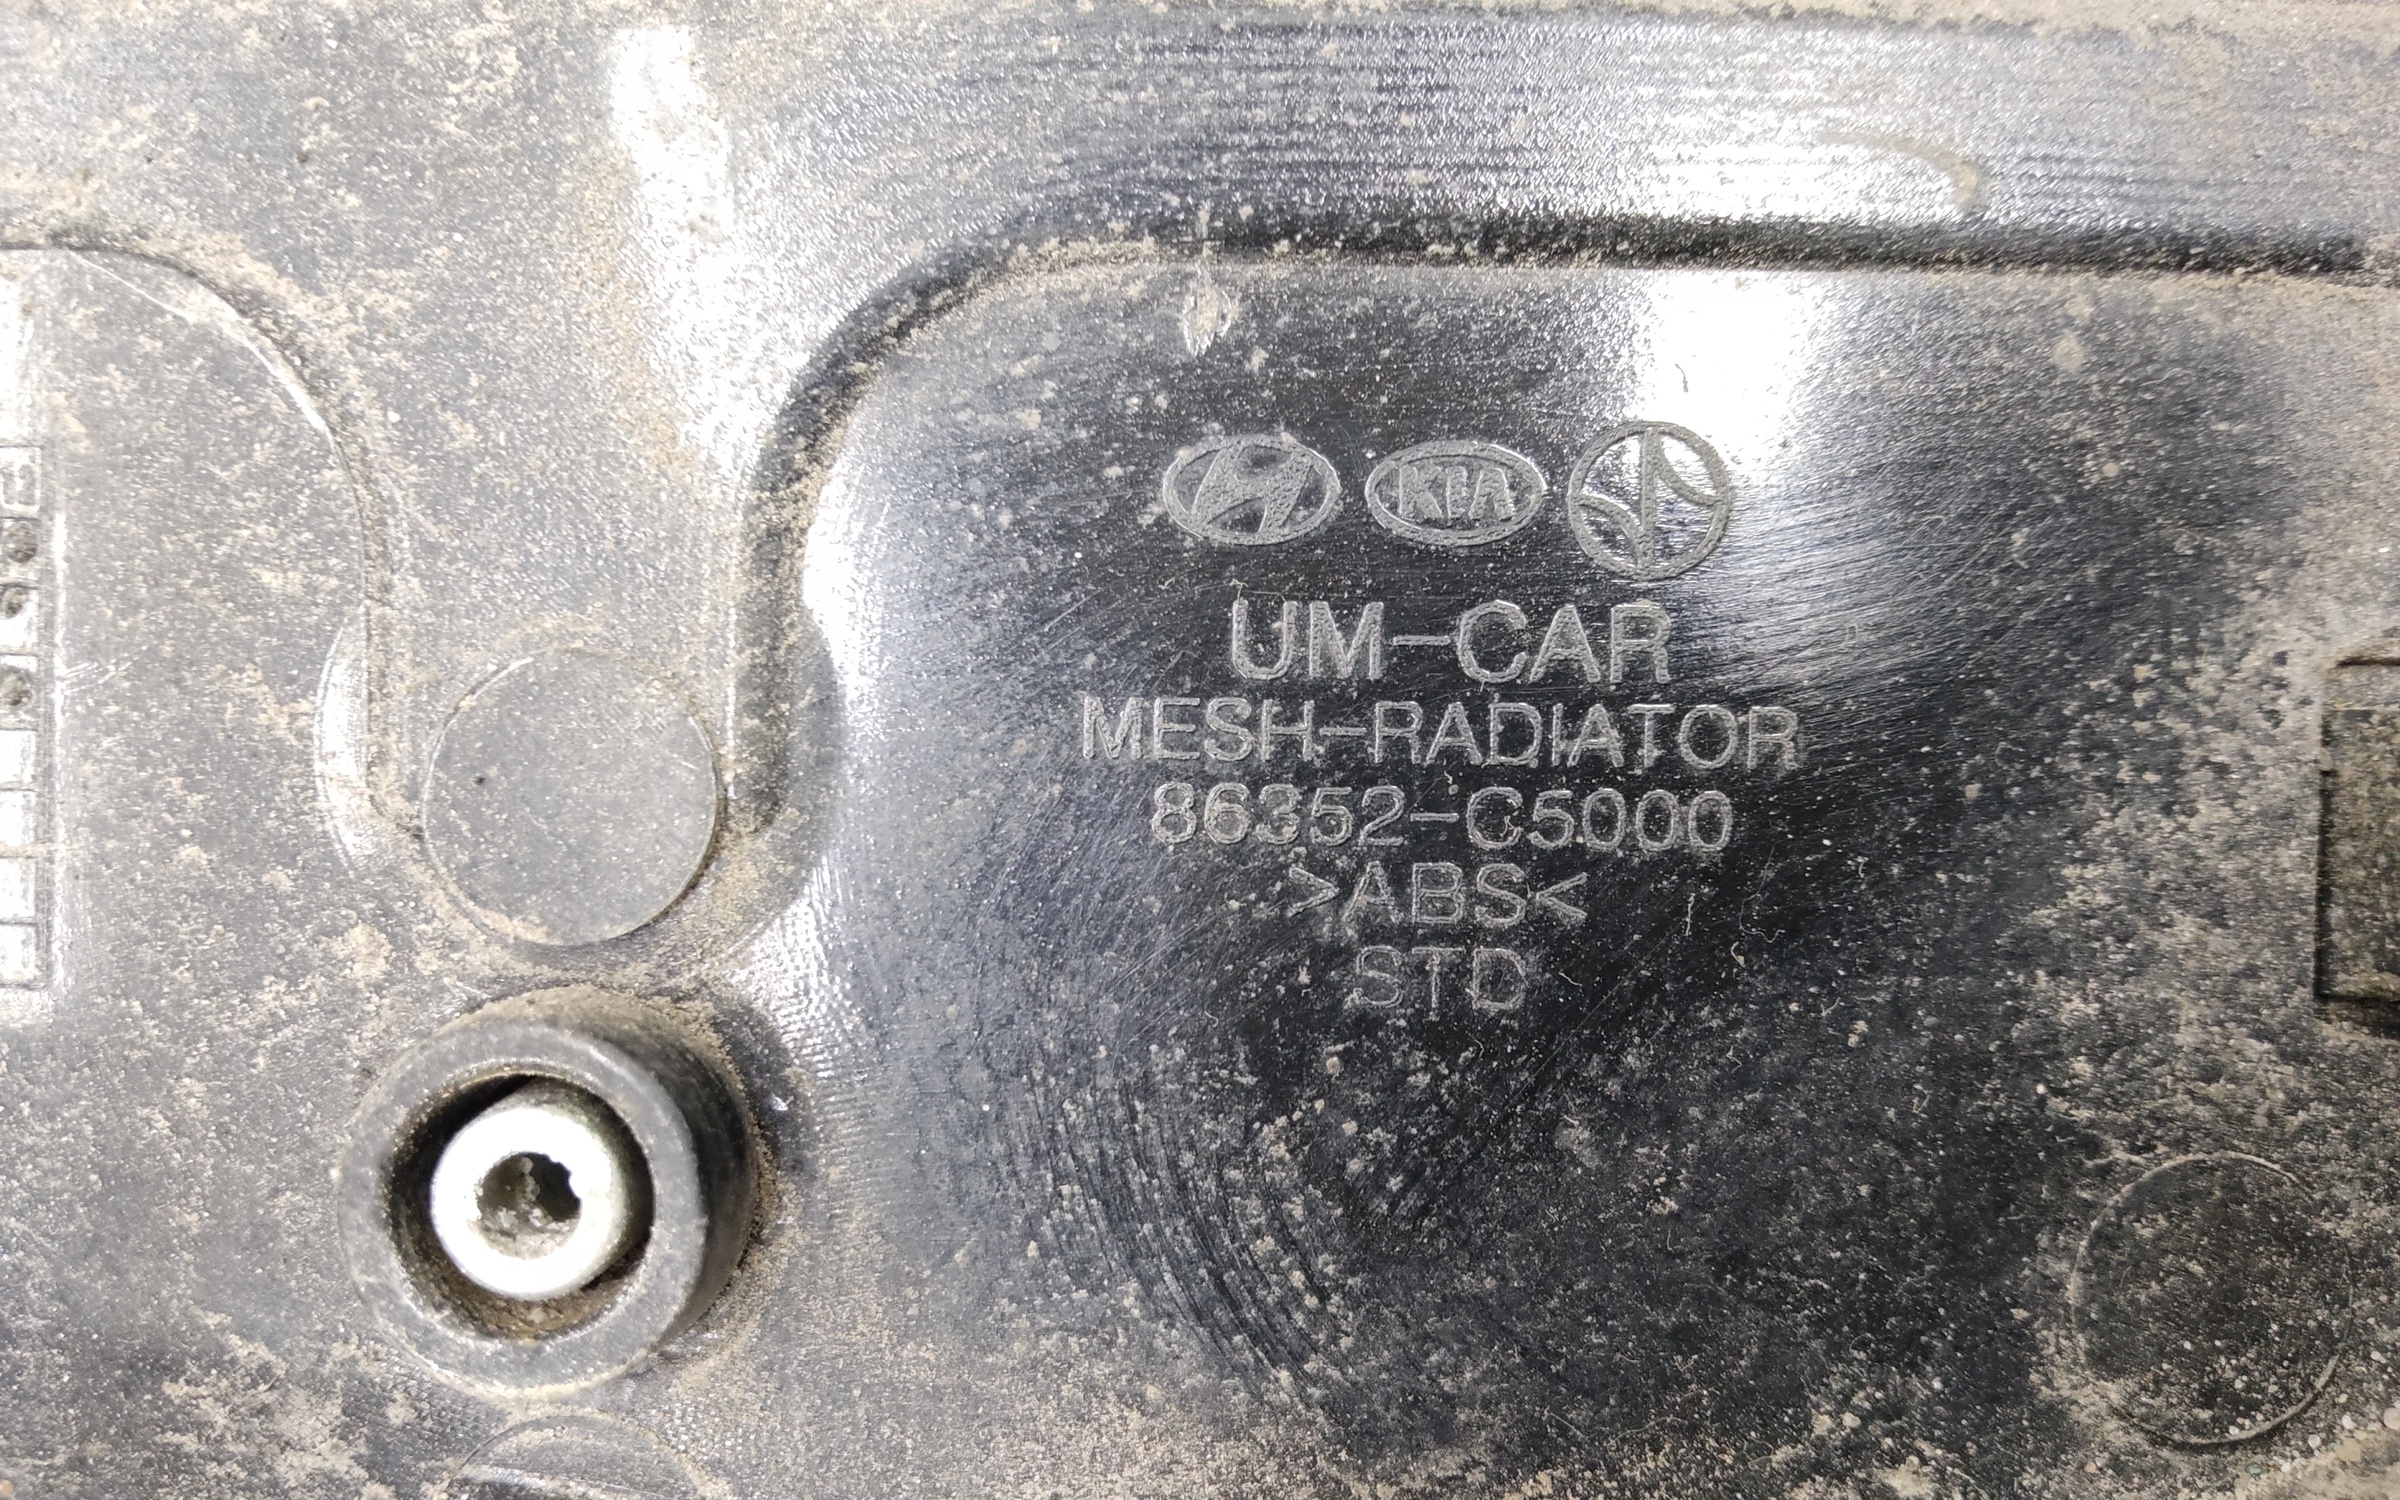 KIA
UM-CAR
MESH-RADIATOR
86352-C5000
>ABS<
STD